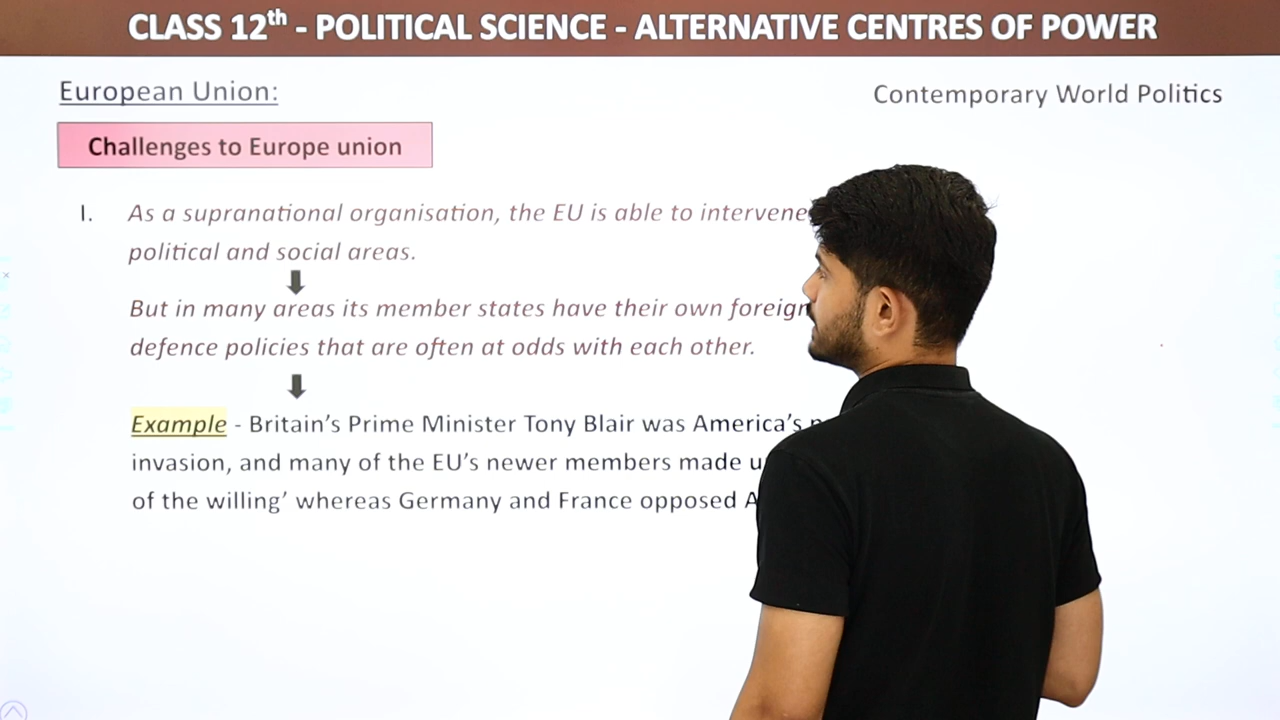 CLASS 12th - POLITICAL SCIENCE - ALTERNATIVE CENTRES OF POWER
European Union:
Contemporary World Politics
Challenges to Europe union
I. As a supranational organisation, the EU is able to intervene
political and social areas.
But in many areas its member states have their own foreign
defence policies that are often at odds with each other.
Example - Britain’s Prime Minister Tony Blair was America’s
invasion, and many of the EU’s newer members made
of the willing’ whereas Germany and France opposed